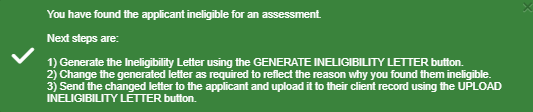 You have found the applicant ineligible for an assessment.
Next steps are:
1) Generate the Ineligibility Letter using the GENERATE INELIGIBILITY LETTER button.
2) Change the generated letter as required to reflect the reason why you found them ineligible.
3) Send the changed letter to the applicant and upload it to their client record using the UPLOAD
INELIGIBILITY LETTER button.